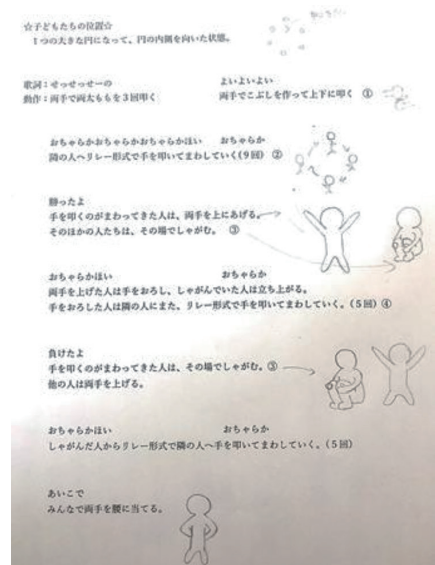 ☆子どもたちの位置☆
1つの大きな円になって、円の内側を向いた状態。
歌詞：せっせっせーの　よいよいよい
動作：両手で両太ももを3回叩く　両手でこぶしを作って上下に叩く　①
おちゃらかおちゃらかおちゃらかほい　おちゃらか
隣の人へリレー形式で手を叩いてまわしていく(9回)　②
勝ったよ
手を叩くのがまわってきた人は、両手を上にあげる。
そのほかの人たちは、その場でしゃがむ。　③
おちゃらかほい　おちゃらか
両手を上げた人は手をおろし、しゃがんでいた人は立ち上がる。
手をおろした人は隣の人にまた、リレー形式で手を叩いてまわしていく。（5回）④
負けたよ
手を叩くのがまわってきた人は、その場でしゃがむ。③
他の人は両手を上げる。
おちゃらかほい　おちゃらか
しゃがんだ人からリレー形式で隣の人へ手を叩いてまわしていく。（5回）
あいこで
みんなで両手を腰に当てる。